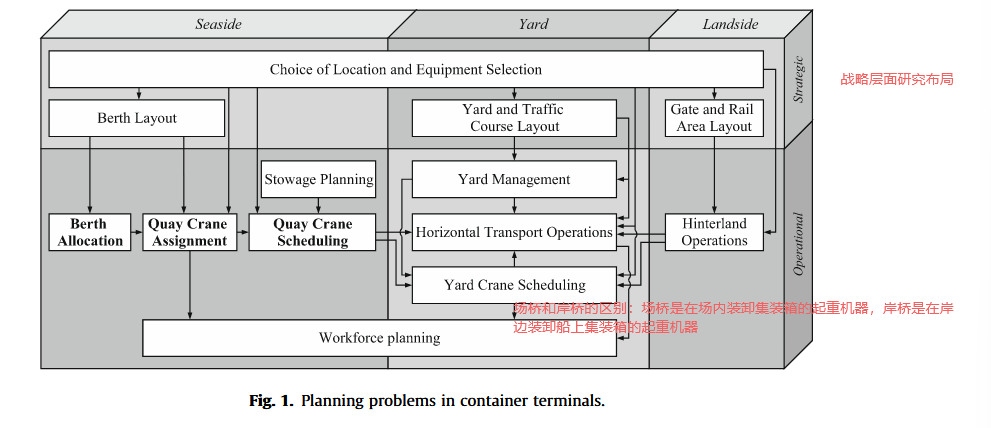 Seaside
Yard
Landside
Choice of Location and Equipment Selection
Strategic
战略层面研究布局
Berth Layout
Yard and Traffic
Course Layout
Gate and Rail
Area Layout
Stowage Planning
Yard Management
Berth
Allocation
Quay Crane
Assignment
Quay Crane
Scheduling
Horizontal Transport Operations
Hinterland
Operations
Operational
Yard Crane Scheduling
场桥和岸桥的区别：场桥是在场内装卸集装箱的起重机器，岸桥是在岸
边装卸船上集装箱的起重机器
Workforce planning
Fig. 1. Planning problems in container terminals.